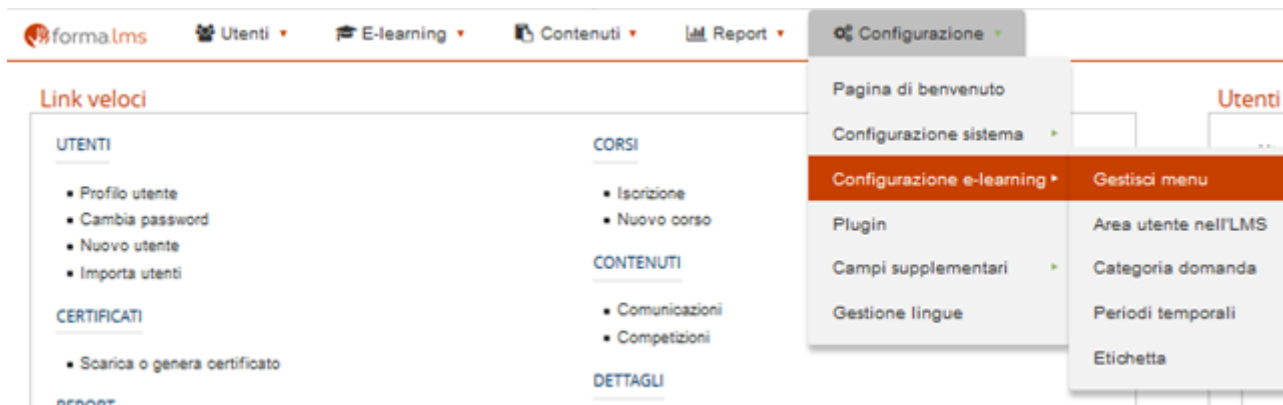 forma.lms
Utenti
E-learning
Contenuti
Report
Configurazione
Link veloci
UTENTI
Profilo utente
Cambia password
Nuovo utente
Importa utenti
CERTIFICATI
Scarica o genera certificato
REPORT
CORSI
Iscrizione
Nuovo corso
CONTENUTI
Comunicazioni
Competizioni
DETTAGLI
Pagina di benvenuto
Configurazione sistema
Configurazione e-learning
Plugin
Campi supplementari
Gestione lingue
Gestisci menu
Area utente nell'LMS
Categoria domanda
Periodi temporali
Etichetta
Utenti